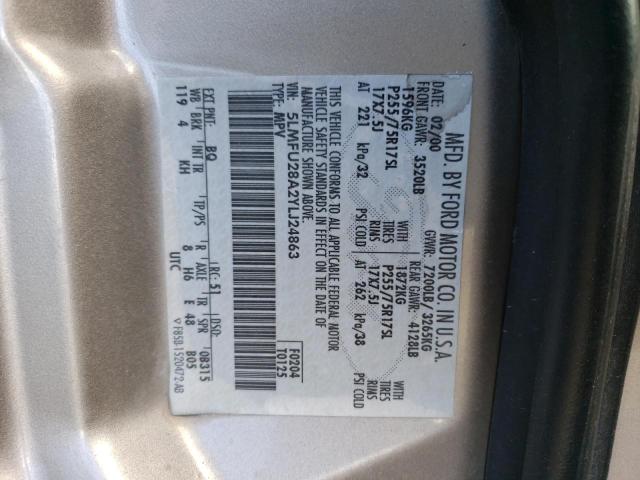 MFD. BY FORD MOTOR CO. IN U.S.A.
DATE: 02/00 GVWR: 7200LB/3265KG
FRONT GAWR: 3520LB REAR GAWR: 4128LB
1596KG WITH 1872KG WITH
P255/75R17SL TIRES P255/75R17SL TIRES
17X7.5J RIMS 17X7.5J RIMS
AT 221 kPa/32 PSI COLD AT 262 kPa/38 PSI COLD
THIS VEHICLE CONFORMS TO ALL APPLICABLE FEDERAL MOTOR
VEHICLE SAFETY STANDARDS IN EFFECT ON THE DATE OF
MANUFACTURE SHOWN ABOVE.
VIN: 5LMFU28A2YLJ24863 F0204
TYPE: MPV T0125
EXT PNT: BQ RC: 51 DSO:
WB BRK INT TR TP/PS R AXLE TR SPR 0B315
119 4 KH 8 H6 E 48 B05
UTC ▽F85B-1520472-AB